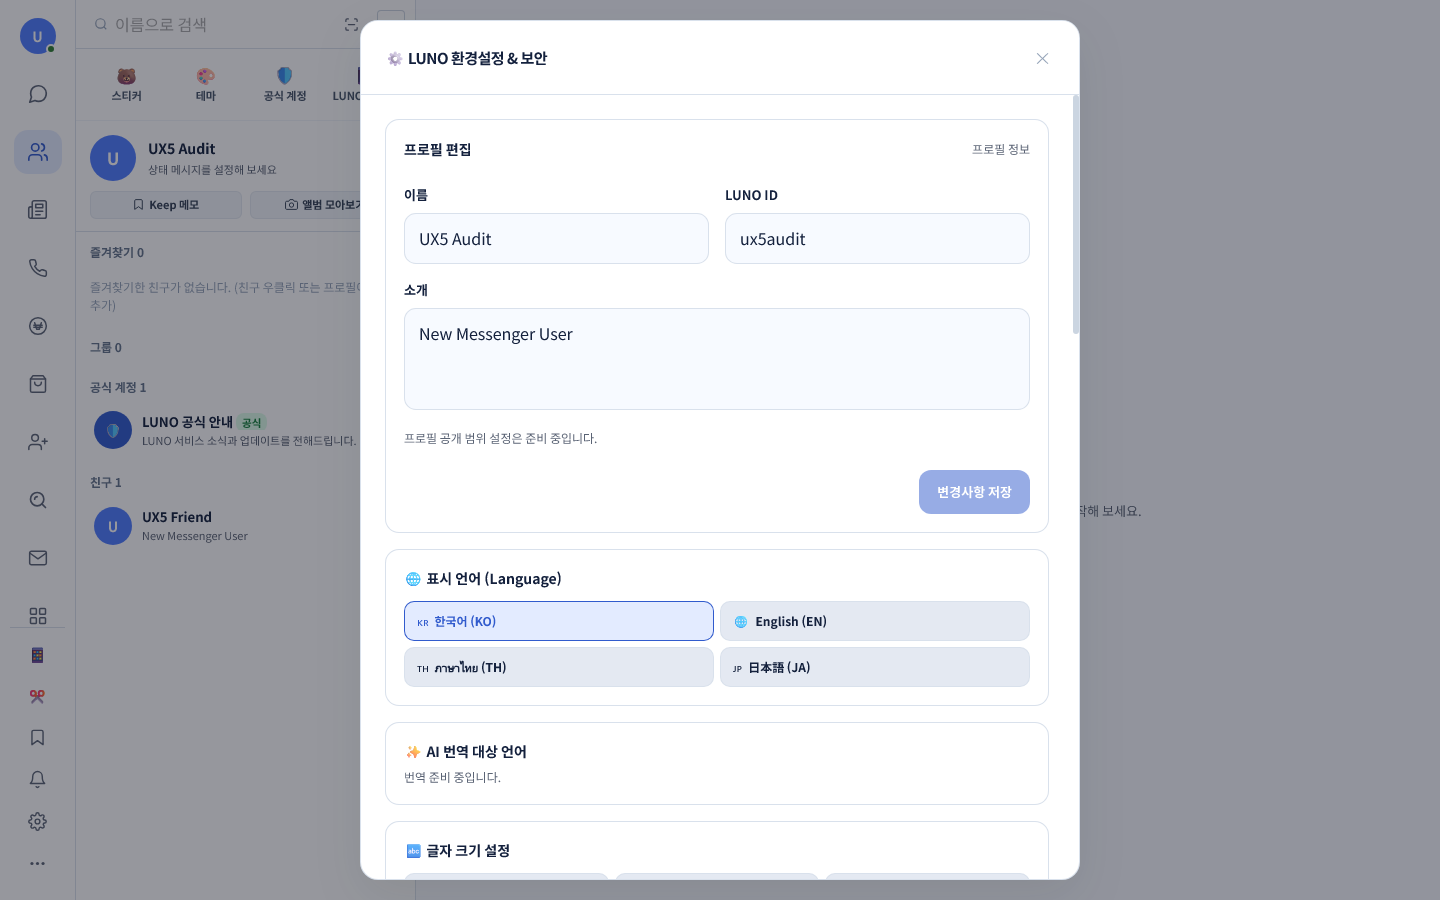 U
이름으로 검색
스티커
테마
공식 계정
LUNO
U
UX5 Audit
상태 메시지를 설정해 보세요
Keep 메모
앨범 모아보기
즐겨찾기 0
즐겨찾기한 친구가 없습니다. (친구 우클릭 또는 프로필에
추가)
그룹 0
공식 계정 1
LUNO 공식 안내
공식
LUNO 서비스 소식과 업데이트를 전해드립니다.
친구 1
U
UX5 Friend
New Messenger User
작해 보세요.
LUNO 환경설정 & 보안
프로필 편집
프로필 정보
이름
LUNO ID
UX5 Audit
ux5audit
소개
New Messenger User
프로필 공개 범위 설정은 준비 중입니다.
변경사항 저장
표시 언어 (Language)
KR 한국어 (KO)
English (EN)
TH ภาษาไทย (TH)
JP 日本語 (JA)
AI 번역 대상 언어
번역 준비 중입니다.
abc 글자 크기 설정